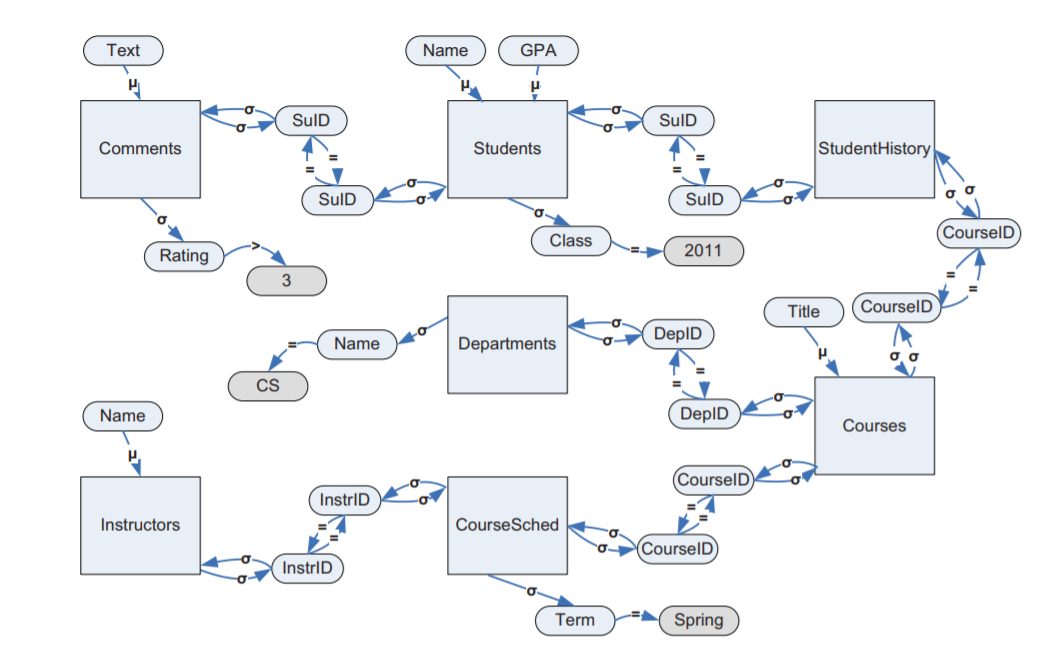 Text
Name
GPA
μ
μ
μ
Comments
σ
σ
SuID
=
=
SuID
σ
σ
Students
σ
σ
SuID
=
=
SuID
σ
σ
StudentHistory
σ
σ
CourseID
=
=
CourseID
σ
σ
σ
Rating
>
3
σ
Class
=
2011
Title
μ
Departments
σ
Name
=
CS
σ
σ
DepID
=
=
DepID
σ
σ
Courses
Name
μ
Instructors
σ
σ
InstrID
=
=
InstrID
σ
σ
CourseSched
σ
σ
CourseID
=
=
CourseID
σ
σ
σ
Term
=
Spring